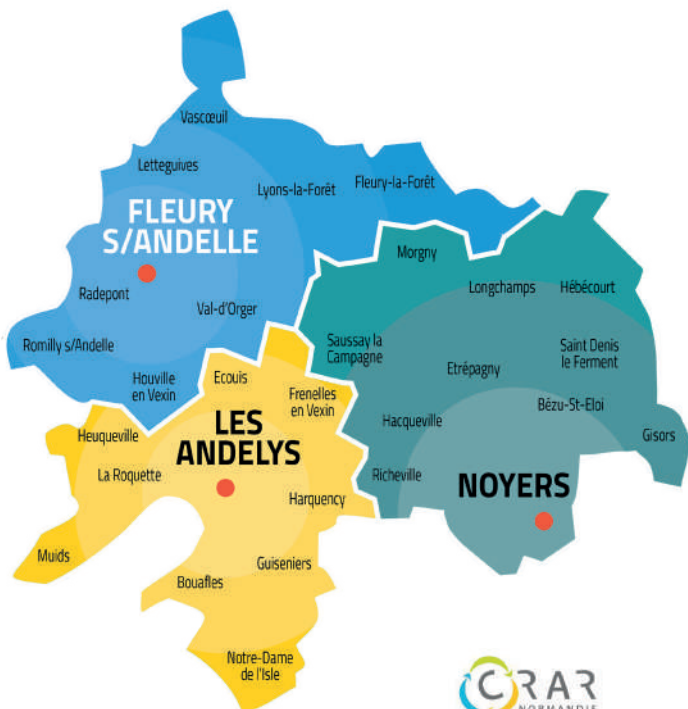 Vascœuil
Letteguives
Lyons-la-Forêt
Fleury-la-Forêt
FLEURY
S/ANDELLE
Radepont
Val-d'Orger
Romilly s/Andelle
Houville
en Vexin
Morgny
Longchamps
Hébécourt
Saussay la
Campagne
Etrépagny
Saint Denis
le Ferment
Hacqueville
Bézu-St-Eloi
Gisors
Richeville
NOYERS
Ecouis
Frenelles
en Vexin
Heuqueville
LES
ANDELYS
La Roquette
Harquency
Muids
Bouafles
Guiseniers
Notre-Dame
de l'Isle
CRAR
NORMANDIE